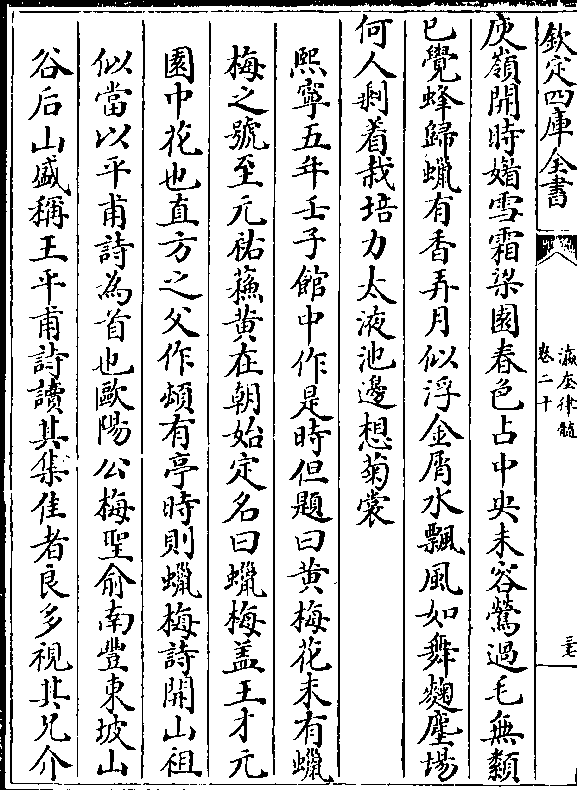 欽定四庫全書
瀛奎律髓
卷二十
三七
庾嶺開時媚雪霜梁園春色占中央未容鶯過毛無纇
已覺蜂歸蠟有香弄月似浮金屑水飄風如舞麴塵場
何人剩着栽培力太液池邊想菊裳
熙寧五年壬子館中作是時但題曰黄梅花未有蠟
梅之號至元祐蘓黄在朝始定名曰蠟梅盖王才元
園中花也直方之父作頫有亭時則蠟梅詩開山祖
似當以平甫詩為首也歐陽公梅聖俞南豐東坡山
谷后山盛稱王平甫詩讀其集佳者良多視其兄介